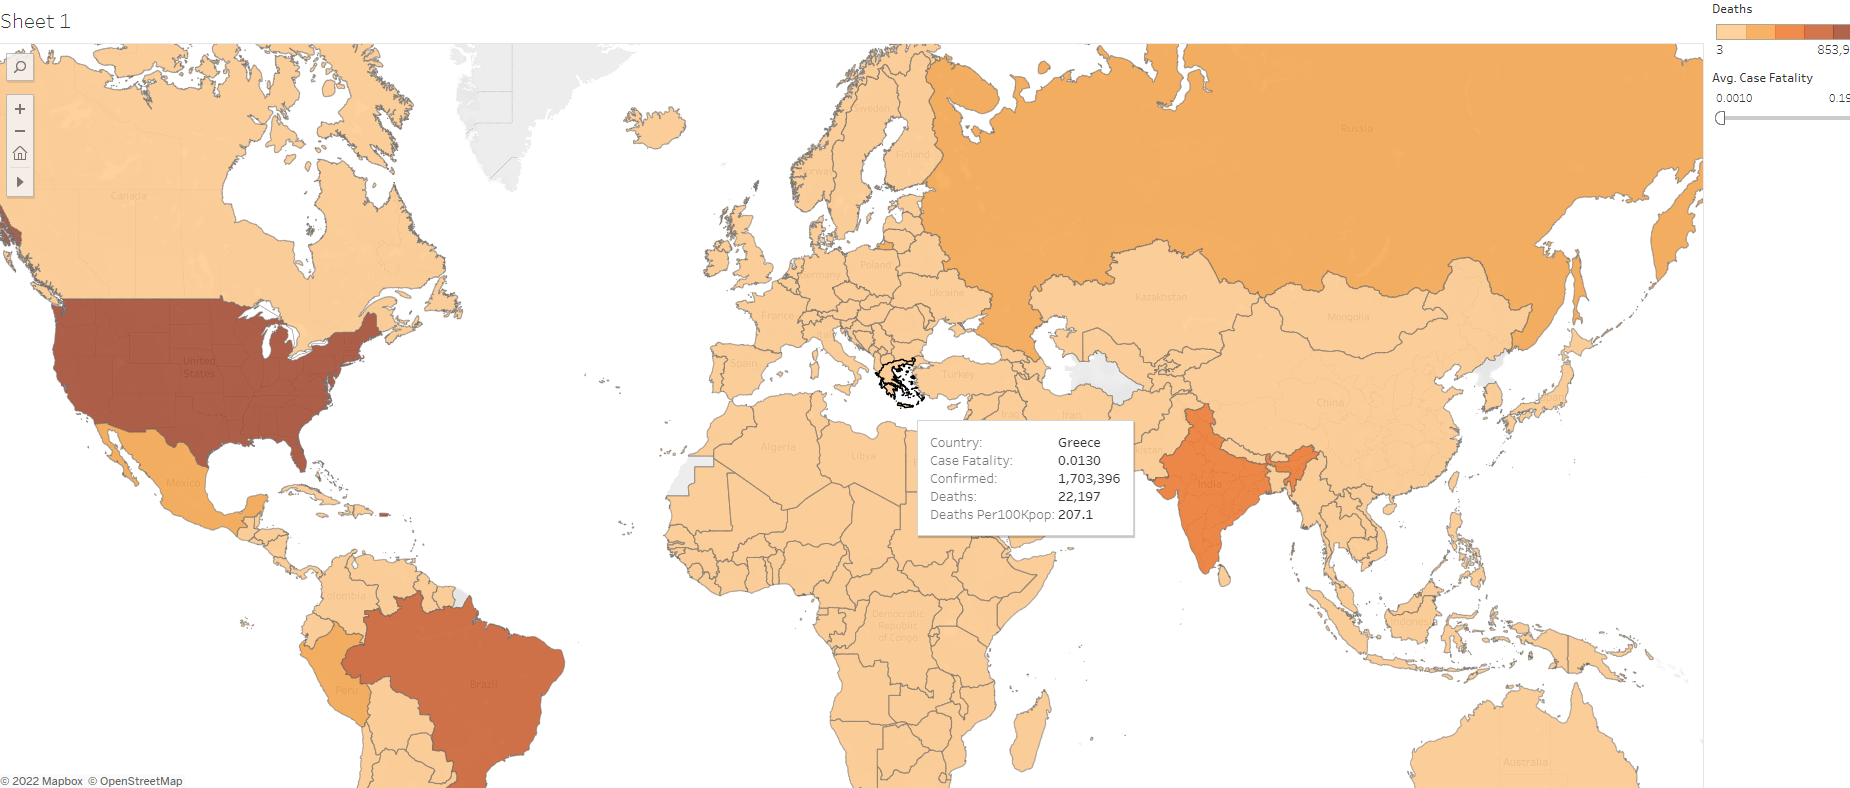 Sheet 1
Deaths
3 853,9
Avg. Case Fatality
0.0010 0.19
Russia
Sweden
Finland
Canada
Poland
Germany
Ukraine
Kazakhstan
France
Mongolia
United
States
Spain
Turkey
China
Japan
Iraq
Iran
Algeria
Libya
Mexico
India
Country: Greece
Case Fatality: 0.0130
Confirmed: 1,703,396
Deaths: 22,197
Deaths Per100Kpop: 207.1
olombia
Democratic
Republic
of Congo
Indonesia
Peru
Brazil
Australia
© 2022 Mapbox © OpenStreetMap